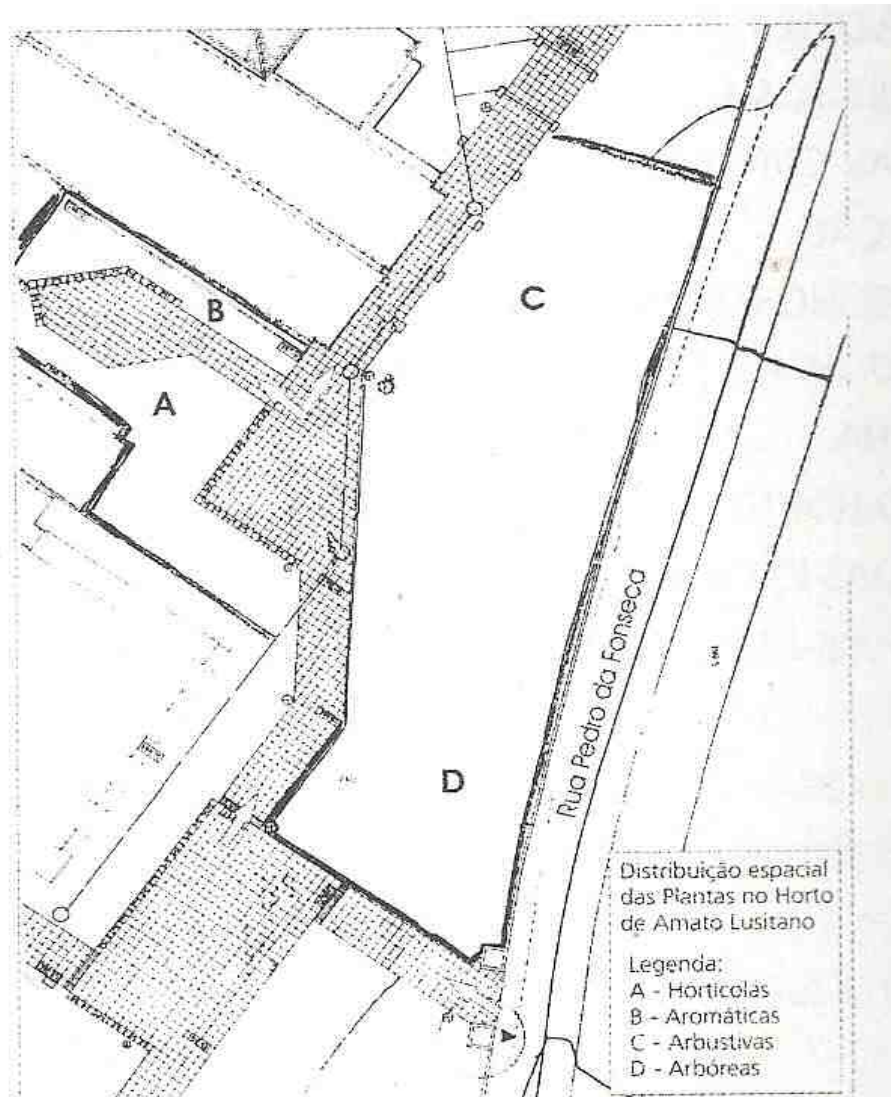 B
C
A
D
Rua Pedro da Fonseca
Distribuição espacial
das Plantas no Horto
de Amato Lusitano
Legenda:
A - Hortícolas
B - Aromáticas
C - Arbustivas
D - Arbóreas